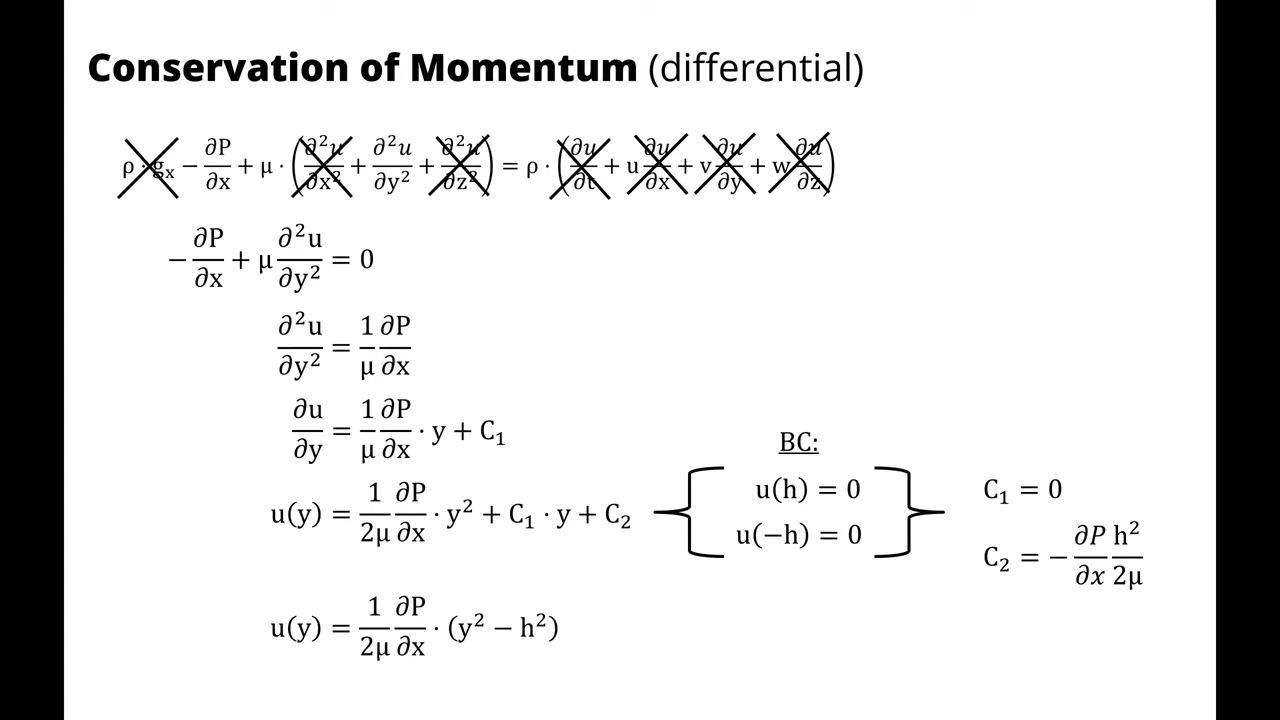 Conservation of Momentum (differential)
ρ · gₓ − ∂P/∂x + μ · (∂²u/∂x² + ∂²u/∂y² + ∂²u/∂z²) = ρ · (∂u/∂t + u ∂u/∂x + v ∂u/∂y + w ∂u/∂z)
− ∂P/∂x + μ ∂²u/∂y² = 0
∂²u/∂y² = 1/μ ∂P/∂x
∂u/∂y = 1/μ ∂P/∂x · y + C₁
u(y) = 1/2μ ∂P/∂x · y² + C₁ · y + C₂
BC:
u(h) = 0
u(−h) = 0
C₁ = 0
C₂ = − ∂P/∂x h²/2μ
u(y) = 1/2μ ∂P/∂x · (y² − h²)